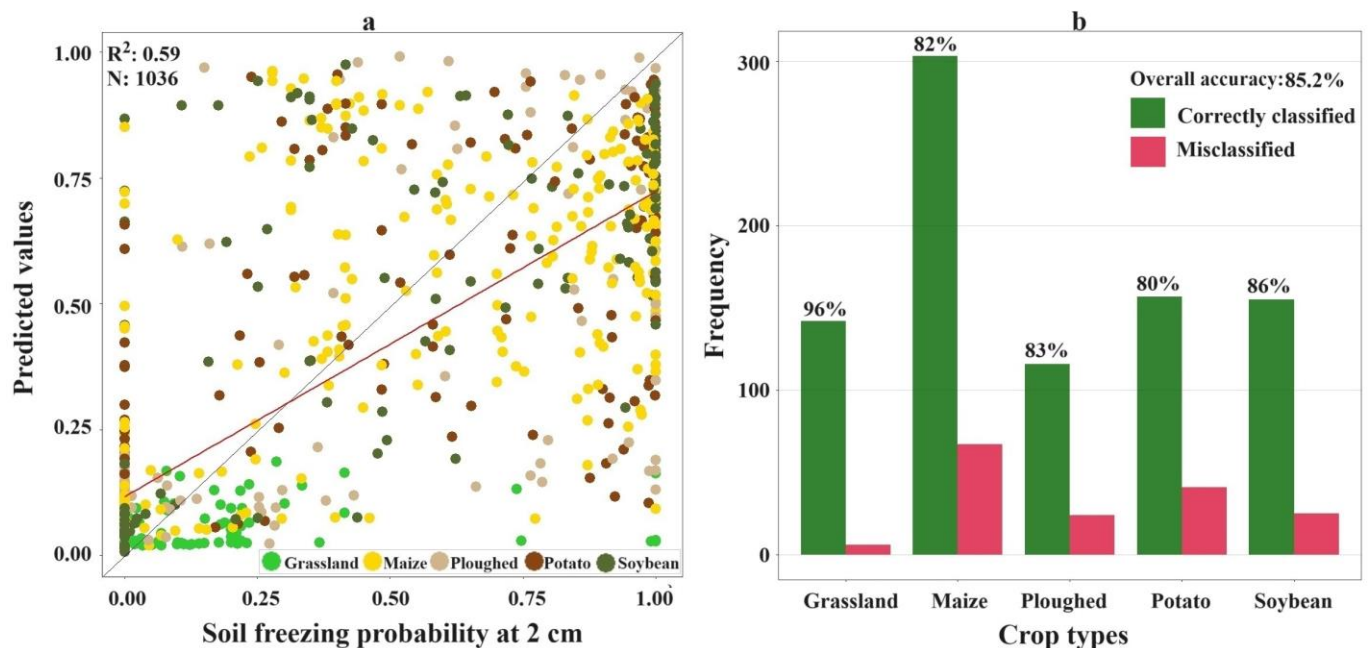 a
R²: 0.59
N: 1036
1.00
0.75
0.50
0.25
0.00
Predicted values
Grassland Maize Ploughed Potato Soybean
0.00 0.25 0.50 0.75 1.00
Soil freezing probability at 2 cm
b
300
200
100
0
Frequency
Overall accuracy:85.2%
Correctly classified
Misclassified
96%
82%
83%
80%
86%
Grassland Maize Ploughed Potato Soybean
Crop types